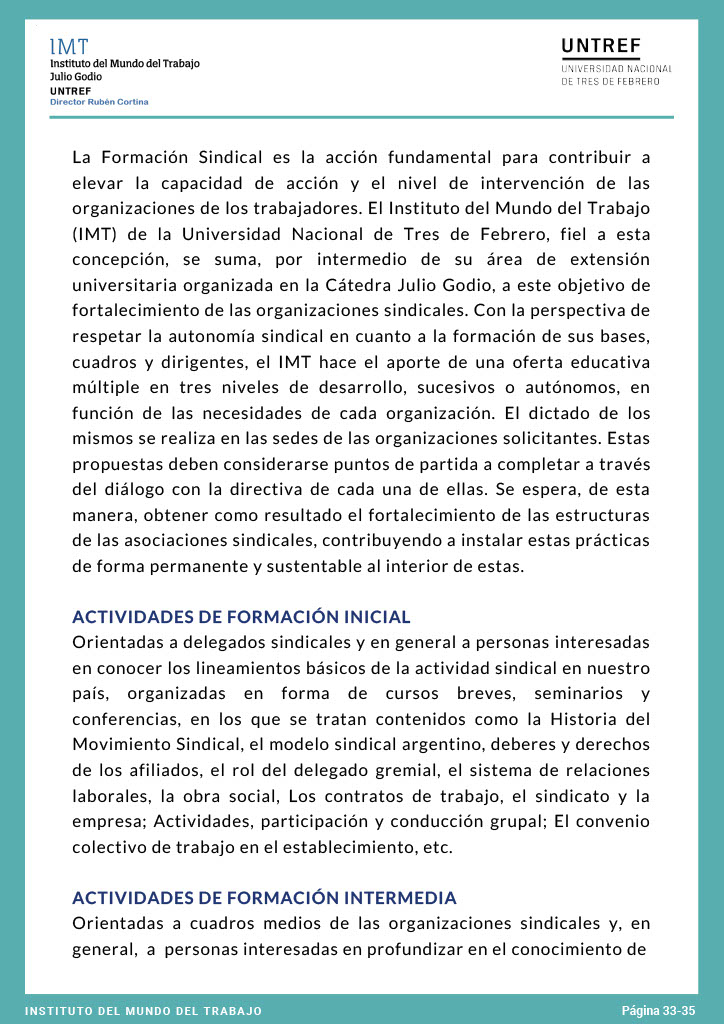 IMT
Instituto del Mundo del Trabajo
Julio Godio
UNTREF
Director Rubén Cortina
UNTREF
UNIVERSIDAD NACIONAL
DE TRES DE FEBRERO
La Formación Sindical es la acción fundamental para contribuir a
elevar la capacidad de acción y el nivel de intervención de las
organizaciones de los trabajadores. El Instituto del Mundo del Trabajo
(IMT) de la Universidad Nacional de Tres de Febrero, fiel a esta
concepción, se suma, por intermedio de su área de extensión
universitaria organizada en la Cátedra Julio Godio, a este objetivo de
fortalecimiento de las organizaciones sindicales. Con la perspectiva de
respetar la autonomía sindical en cuanto a la formación de sus bases,
cuadros y dirigentes, el IMT hace el aporte de una oferta educativa
múltiple en tres niveles de desarrollo, sucesivos o autónomos, en
función de las necesidades de cada organización. El dictado de los
mismos se realiza en las sedes de las organizaciones solicitantes. Estas
propuestas deben considerarse puntos de partida a completar a través
del diálogo con la directiva de cada una de ellas. Se espera, de esta
manera, obtener como resultado el fortalecimiento de las estructuras
de las asociaciones sindicales, contribuyendo a instalar estas prácticas
de forma permanente y sustentable al interior de estas.
ACTIVIDADES DE FORMACIÓN INICIAL
Orientadas a delegados sindicales y en general a personas interesadas
en conocer los lineamientos básicos de la actividad sindical en nuestro
país, organizadas en forma de cursos breves, seminarios y
conferencias, en los que se tratan contenidos como la Historia del
Movimiento Sindical, el modelo sindical argentino, deberes y derechos
de los afiliados, el rol del delegado gremial, el sistema de relaciones
laborales, la obra social, Los contratos de trabajo, el sindicato y la
empresa; Actividades, participación y conducción grupal; El convenio
colectivo de trabajo en el establecimiento, etc.
ACTIVIDADES DE FORMACIÓN INTERMEDIA
Orientadas a cuadros medios de las organizaciones sindicales y, en
general, a personas interesadas en profundizar en el conocimiento de
INSTITUTO DEL MUNDO DEL TRABAJO
Página 33-35